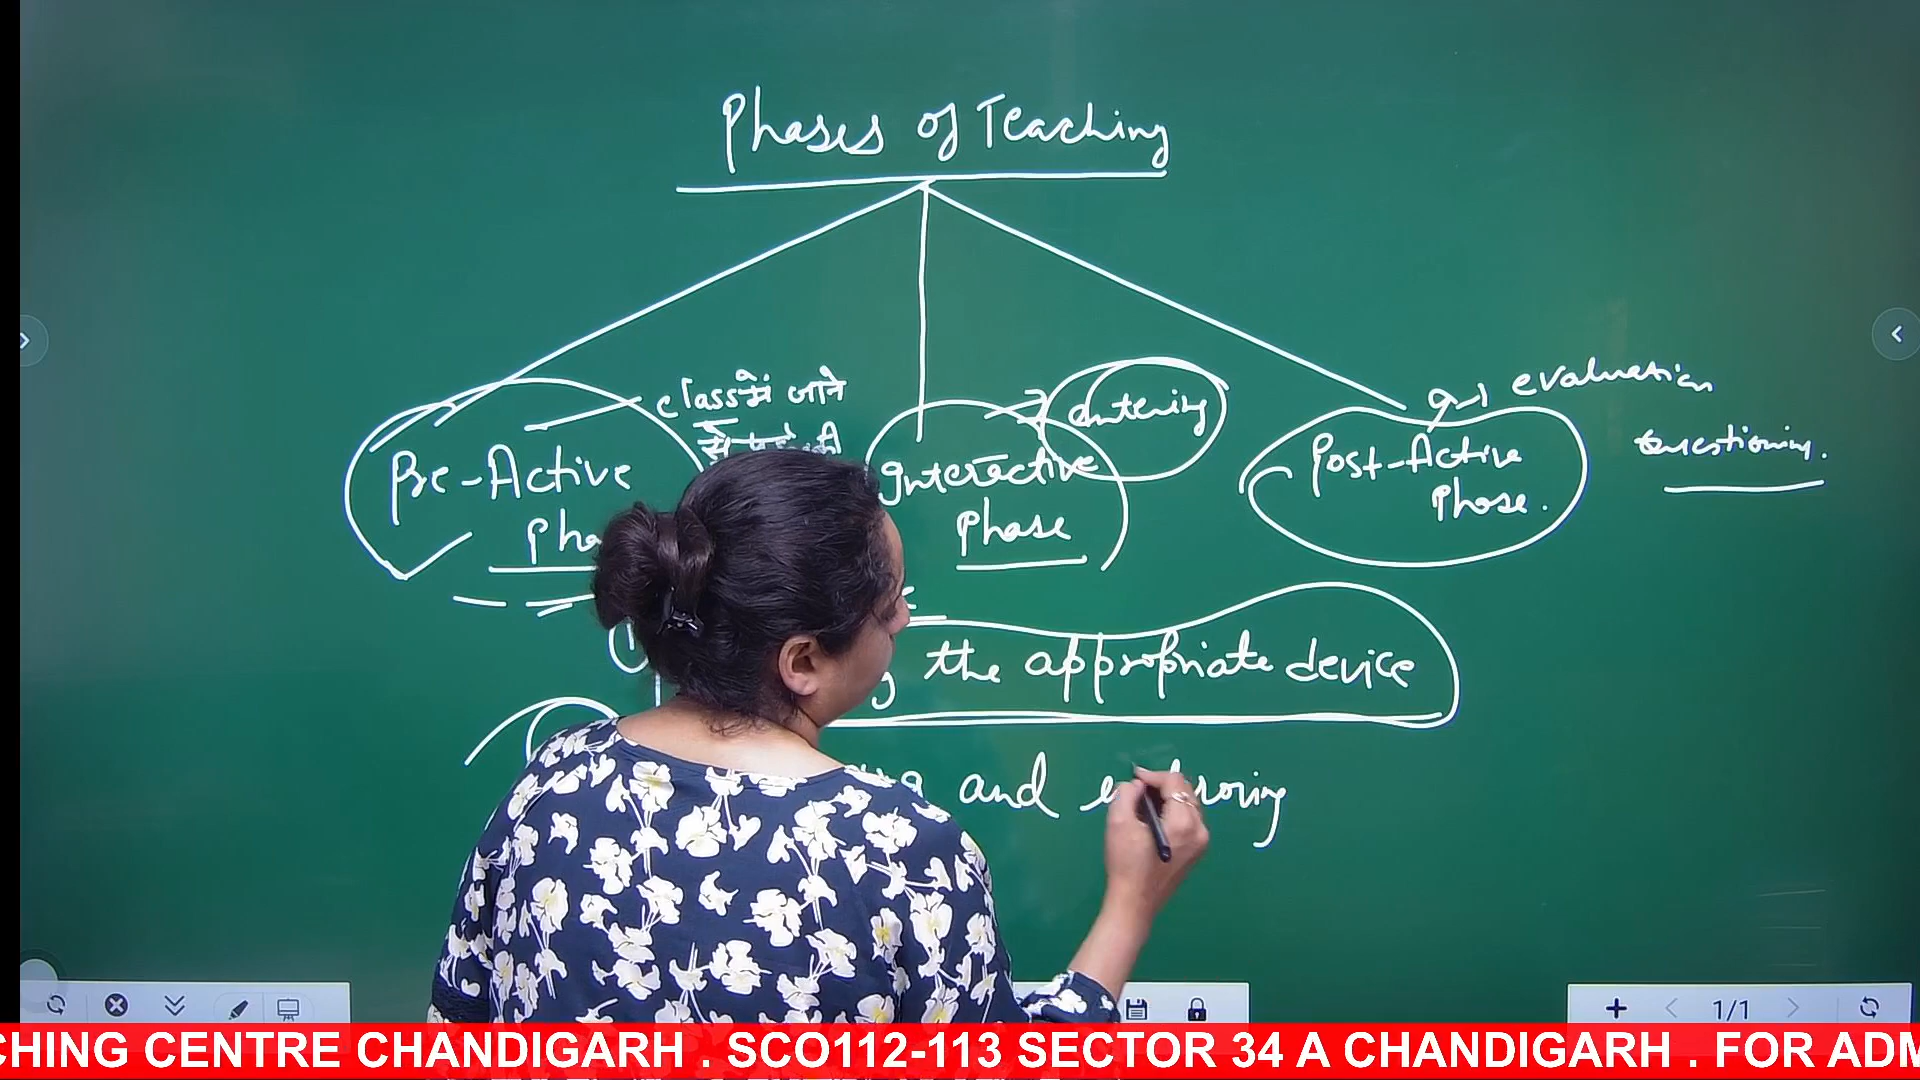 Phases of Teaching
Pre-Active
class में जाने
Interactive
Phase
entering
Post-Active
Phase.
evaluation
Questioning.
the appropriate device
and
1/1
CHING CENTRE CHANDIGARH . SCO112-113 SECTOR 34 A CHANDIGARH . FOR ADM